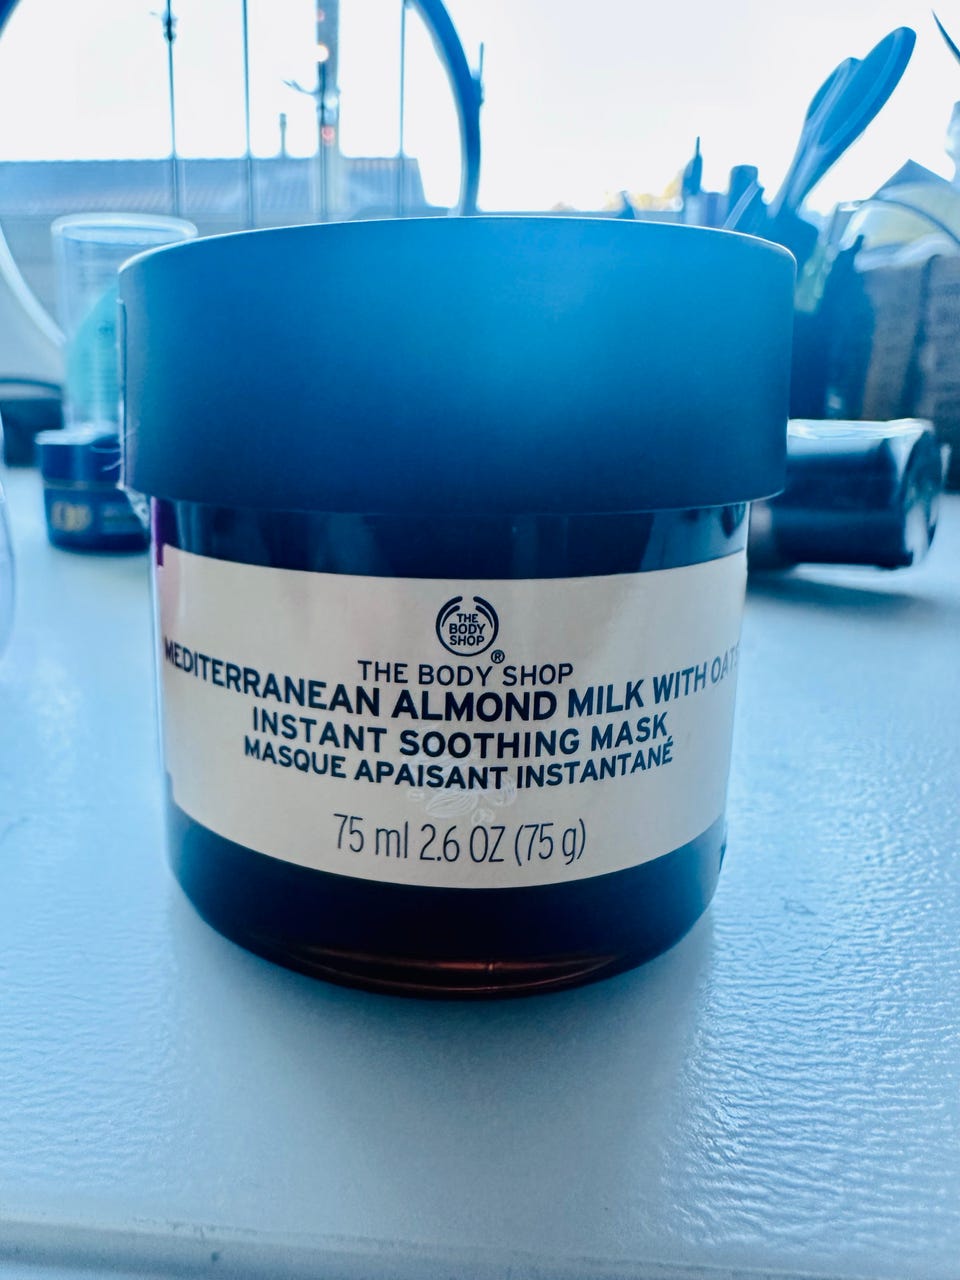 THE
BODY
SHOP
®
THE BODY SHOP
MEDITERRANEAN ALMOND MILK WITH OATS
INSTANT SOOTHING MASK
MASQUE APAISANT INSTANTANÉ
75 ml 2.6 OZ (75 g)